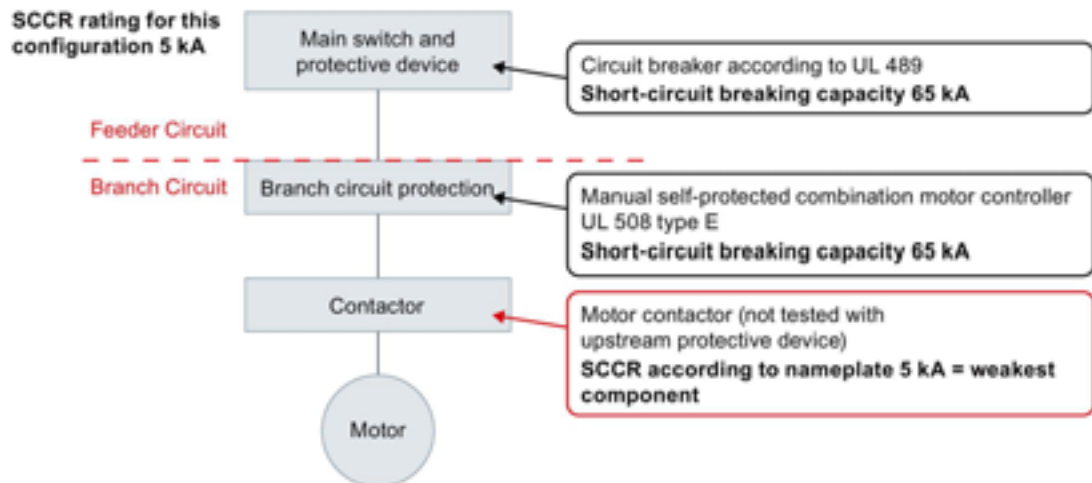 SCCR rating for this
configuration 5 kA
Main switch and
protective device
Circuit breaker according to UL 489
Short-circuit breaking capacity 65 kA
Feeder Circuit
Branch Circuit
Branch circuit protection
Manual self-protected combination motor controller
UL 508 type E
Short-circuit breaking capacity 65 kA
Contactor
Motor contactor (not tested with
upstream protective device)
SCCR according to nameplate 5 kA = weakest
component
Motor